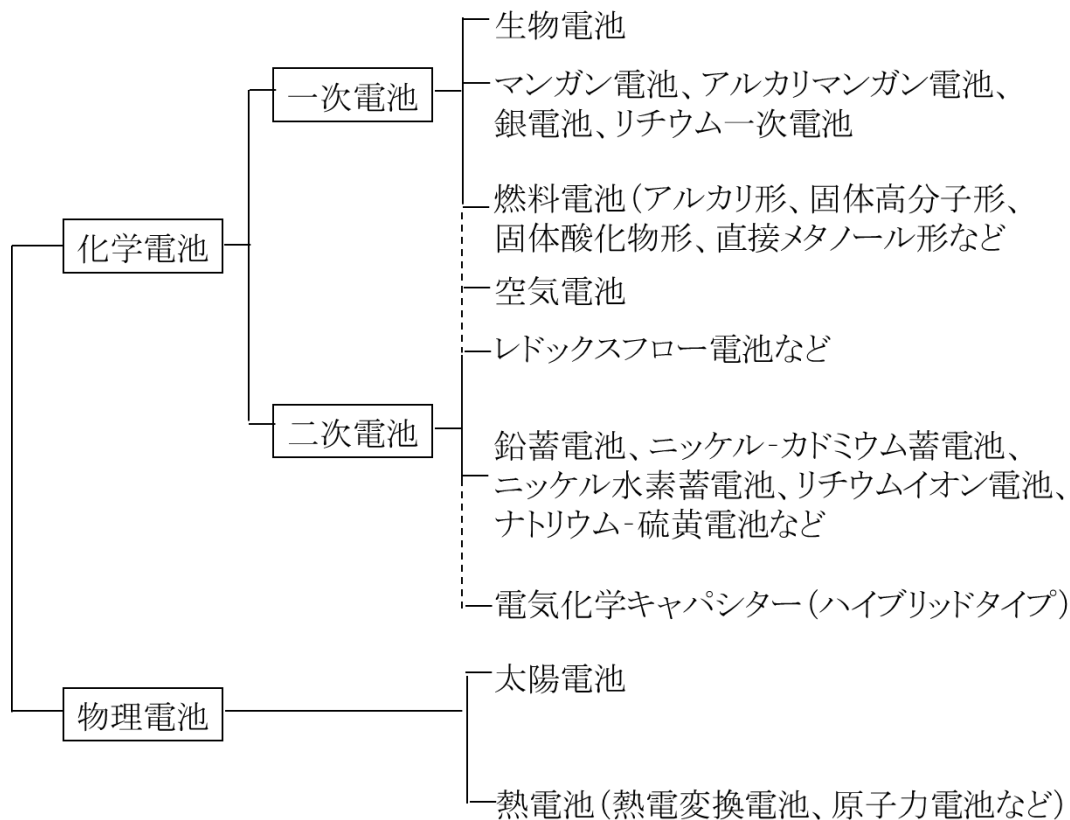 生物電池
一次電池
マンガン電池、アルカリマンガン電池、
銀電池、リチウム一次電池
燃料電池(アルカリ形、固体高分子形、
固体酸化物形、直接メタノール形など
化学電池
空気電池
レドックスフロー電池など
二次電池
鉛蓄電池、ニッケル-カドミウム蓄電池、
ニッケル水素蓄電池、リチウムイオン電池、
ナトリウム-硫黄電池など
電気化学キャパシター(ハイブリッドタイプ)
太陽電池
物理電池
熱電池(熱電変換電池、原子力電池など)